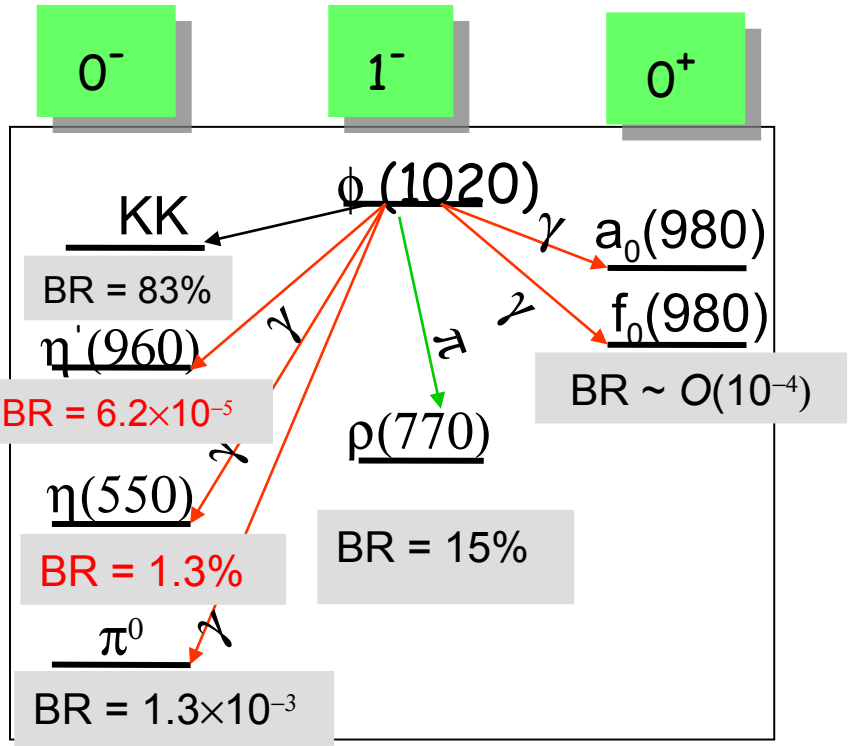 0⁻ 1⁻ 0⁺
ϕ (1020)
KK
γ
a₀(980)
BR = 83%
γ
f₀(980)
γ
η'(960)
π
BR ~ O(10⁻⁴)
BR = 6.2×10⁻⁵
ρ(770)
γ
η(550)
BR = 15%
BR = 1.3%
γ
π⁰
BR = 1.3×10⁻³